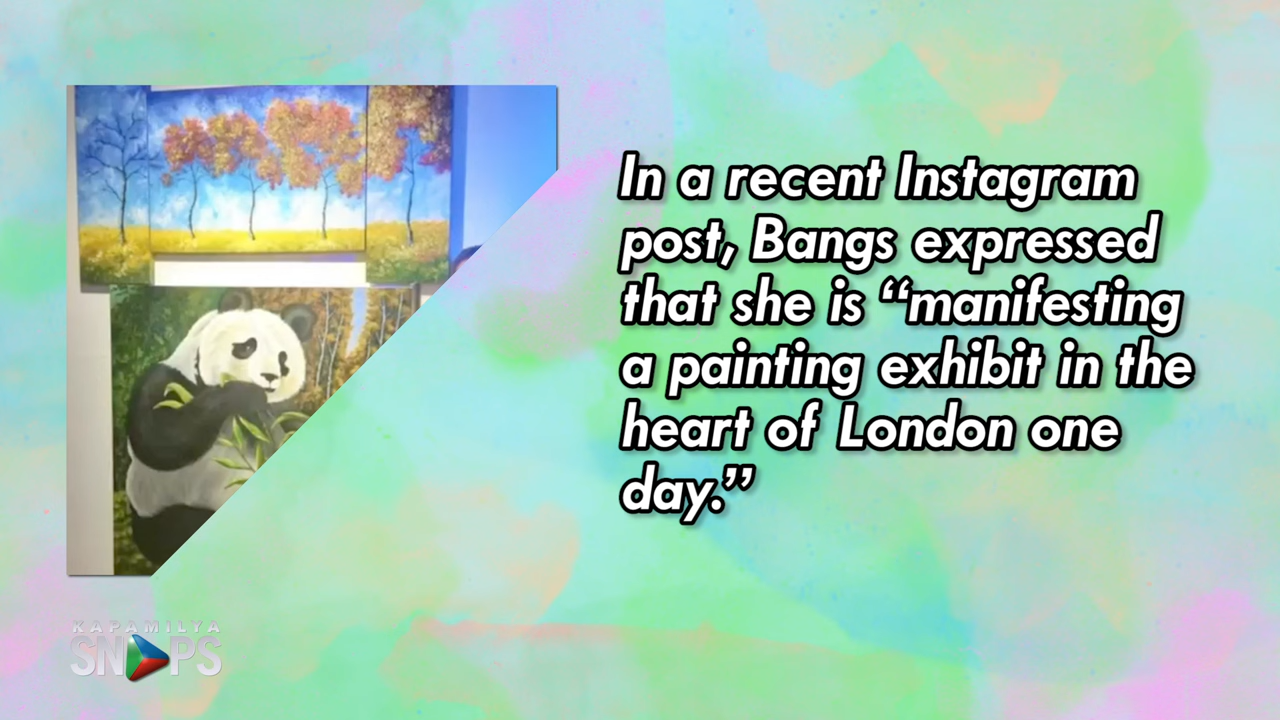 In a recent Instagram
post, Bangs expressed
that she is “manifesting
a painting exhibit in the
heart of London one
day.”
KAPAMILYA
SNAPS